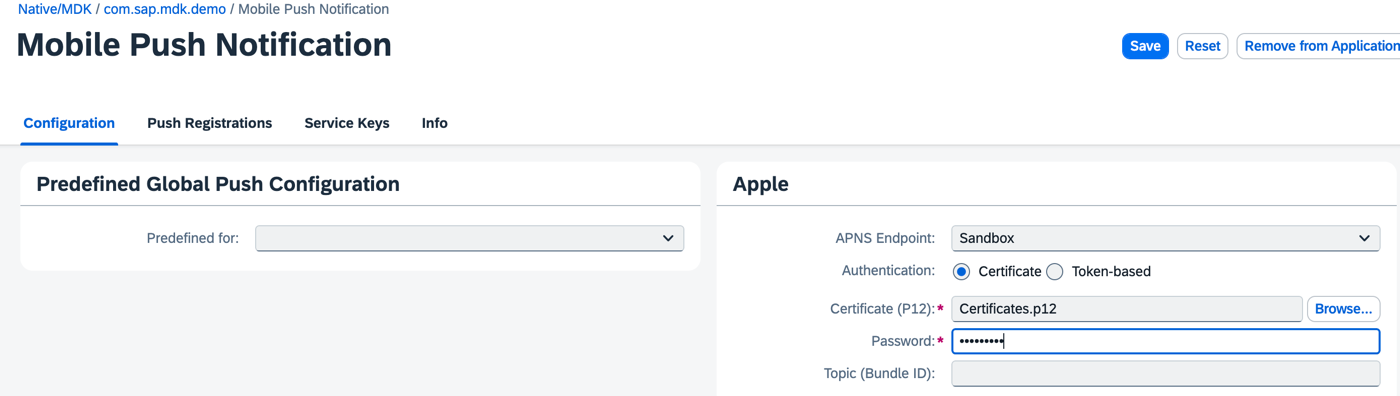 Native/MDK / com.sap.mdk.demo / Mobile Push Notification
Mobile Push Notification
Save Reset Remove from Application
Configuration Push Registrations Service Keys Info
Predefined Global Push Configuration
Predefined for:
Apple
APNS Endpoint: Sandbox
Authentication: Certificate Token-based
Certificate (P12):* Certificates.p12 Browse...
Password:* •••••••••
Topic (Bundle ID):